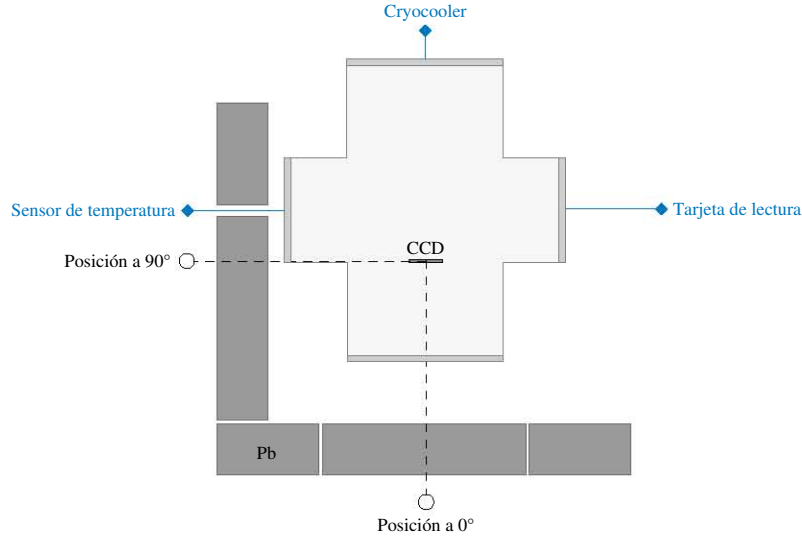 Cryocooler
Sensor de temperatura
Tarjeta de lectura
CCD
Posición a 90°
Pb
Posición a 0°